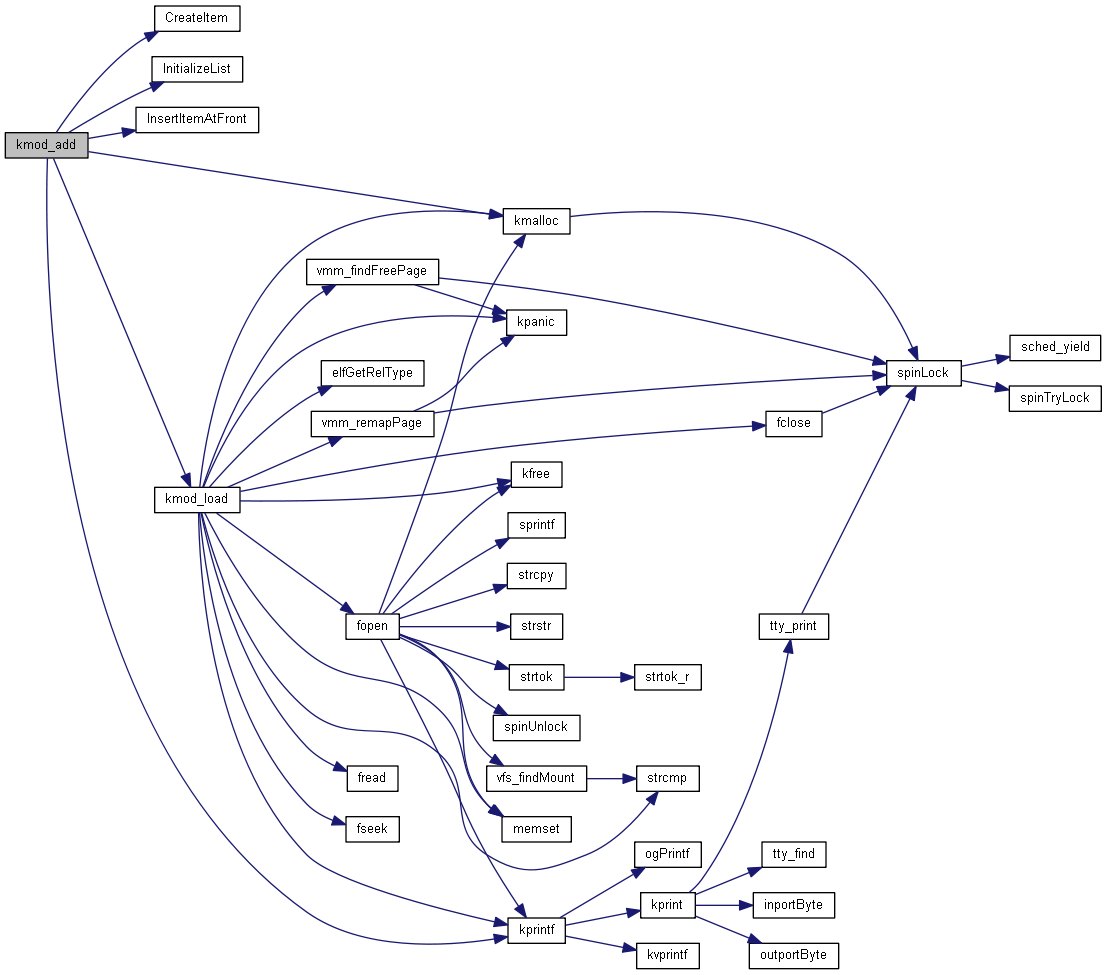 CreateItem
InitializeList
InsertItemAtFront
kmod_add
kmalloc
vmm_findFreePage
kpanic
sched_yield
elfGetRelType
spinLock
spinTryLock
vmm_remapPage
fclose
kfree
kmod_load
sprintf
strcpy
fopen
strstr
tty_print
strtok
strtok_r
spinUnlock
fread
vfs_findMount
strcmp
fseek
memset
ogPrintf
tty_find
kprint
inportByte
kprintf
kvprintf
outportByte